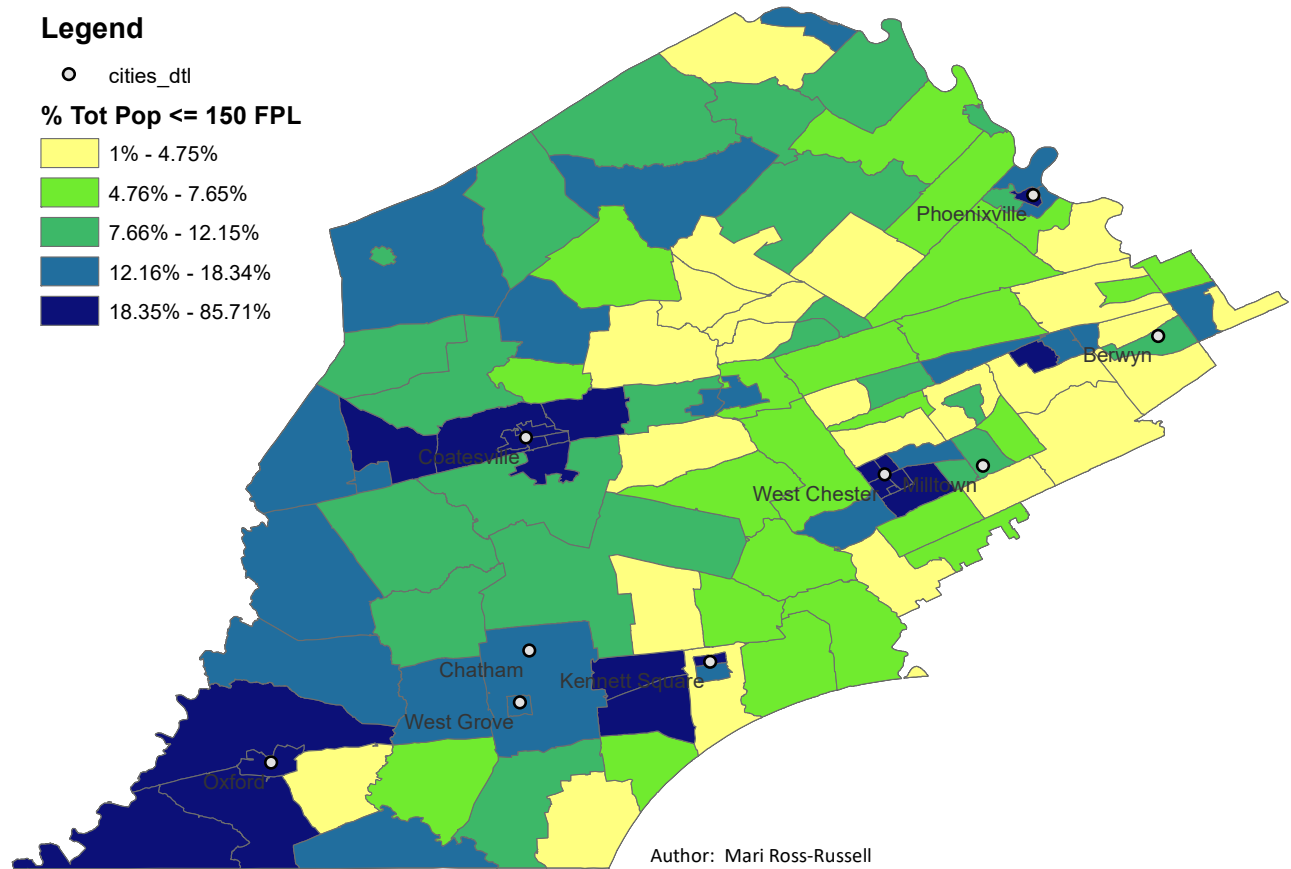 Legend
cities_dtl
% Tot Pop <= 150 FPL
1% - 4.75%
4.76% - 7.65%
7.66% - 12.15%
12.16% - 18.34%
18.35% - 85.71%
Phoenixville
Berwyn
Coatesville
West Chester
Milltown
Chatham
Kennett Square
West Grove
Oxford
Author: Mari Ross-Russell